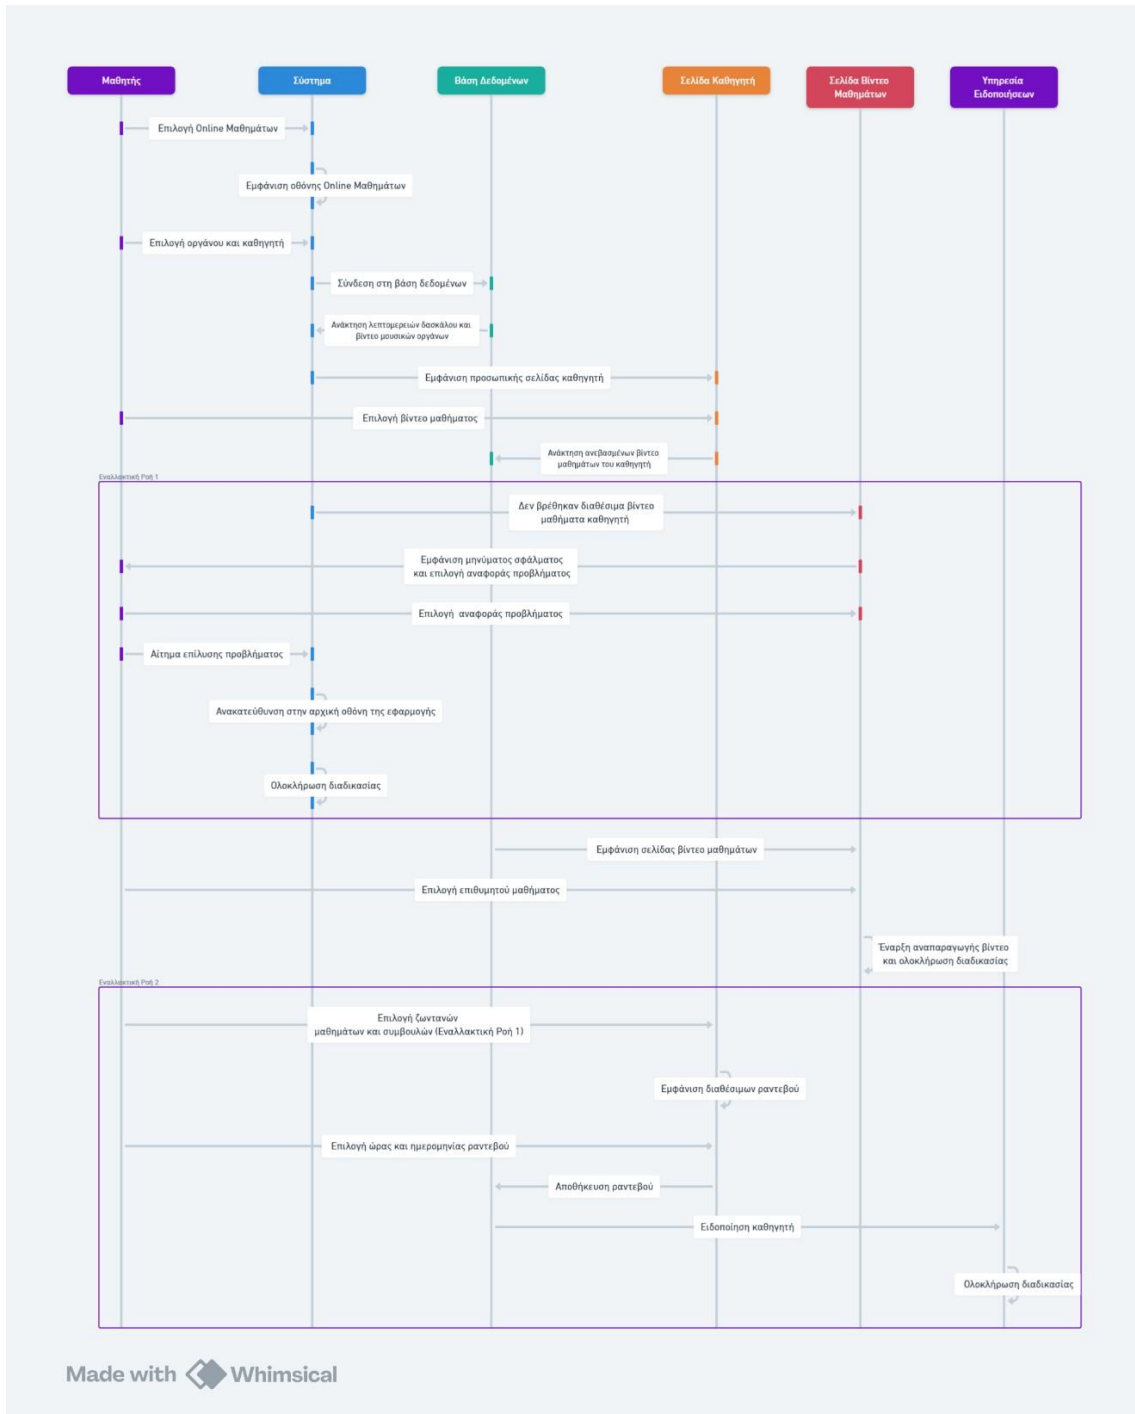 Μαθητής
Σύστημα
Βάση Δεδομένων
Σελίδα Καθηγητή
Σελίδα Βίντεο
Μαθημάτων
Υπηρεσία
Ειδοποιήσεων
Επιλογή Online Μαθημάτων
Εμφάνιση οθόνης Online Μαθημάτων
Επιλογή οργάνου και καθηγητή
Σύνδεση στη βάση δεδομένων
Ανάκτηση λεπτομερειών δασκάλου και
βίντεο μουσικών οργάνων
Εμφάνιση προσωπικής σελίδας καθηγητή
Επιλογή βίντεο μαθήματος
Ανάκτηση ανεβασμένων βίντεο
μαθημάτων του καθηγητή
Εναλλακτική Ροή 1
Δεν βρέθηκαν διαθέσιμα βίντεο
μαθήματα καθηγητή
Εμφάνιση μηνύματος σφάλματος
και επιλογή αναφοράς προβλήματος
Επιλογή αναφοράς προβλήματος
Αίτημα επίλυσης προβλήματος
Ανακατεύθυνση στην αρχική οθόνη της εφαρμογής
Ολοκλήρωση διαδικασίας
Εμφάνιση σελίδας βίντεο μαθημάτων
Επιλογή επιθυμητού μαθήματος
Έναρξη αναπαραγωγής βίντεο
και ολοκλήρωση διαδικασίας
Εναλλακτική Ροή 2
Επιλογή ζωντανών
μαθημάτων και συμβουλών (Εναλλακτική Ροή 1)
Εμφάνιση διαθέσιμων ραντεβού
Επιλογή ώρας και ημερομηνίας ραντεβού
Αποθήκευση ραντεβού
Ειδοποίηση καθηγητή
Ολοκλήρωση διαδικασίας
Made with Whimsical